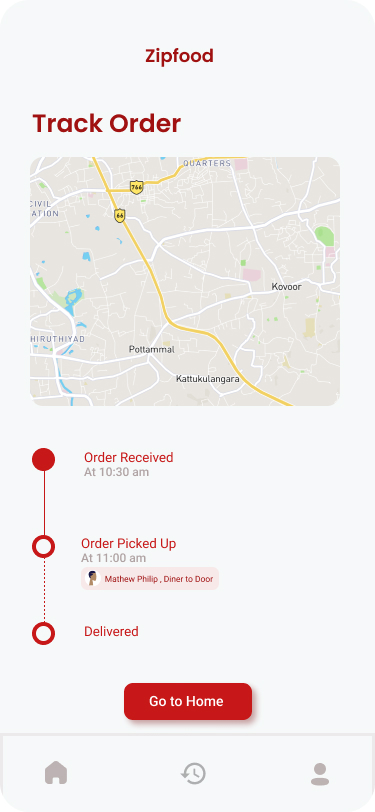 Zipfood
Track Order
QUARTERS
766
CIVIL
ATION
66
Kovoor
HIRUTHIYAD
Pottammal
Kattukulangara
Order Received
At 10:30 am
Order Picked Up
At 11:00 am
Mathew Philip , Diner to Door
Delivered
Go to Home